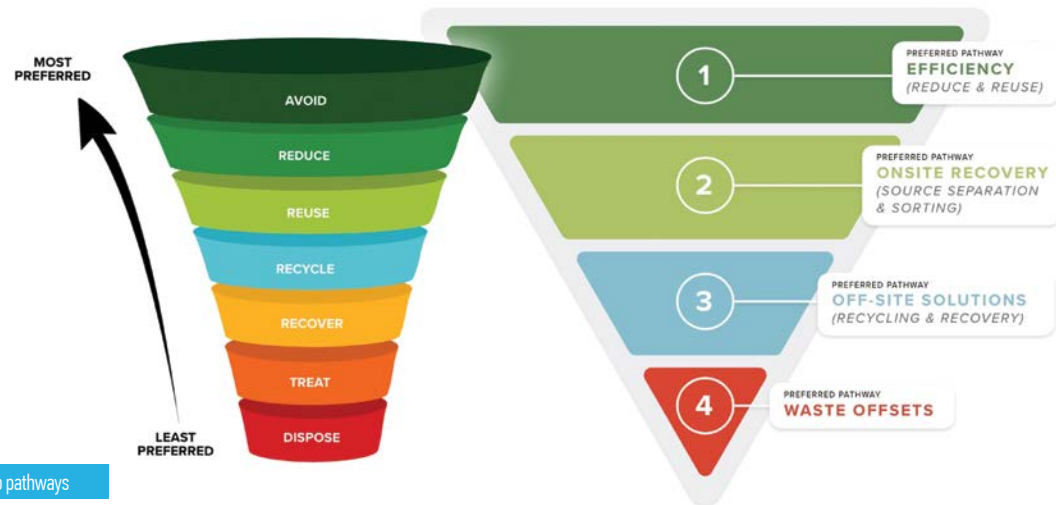 MOST
PREFERRED
AVOID
REDUCE
REUSE
RECYCLE
RECOVER
TREAT
DISPOSE
LEAST
PREFERRED
1
PREFERRED PATHWAY
EFFICIENCY
(REDUCE & REUSE)
2
PREFERRED PATHWAY
ONSITE RECOVERY
(SOURCE SEPARATION
& SORTING)
3
PREFERRED PATHWAY
OFF-SITE SOLUTIONS
(RECYCLING & RECOVERY)
4
PREFERRED PATHWAY
WASTE OFFSETS
pathways